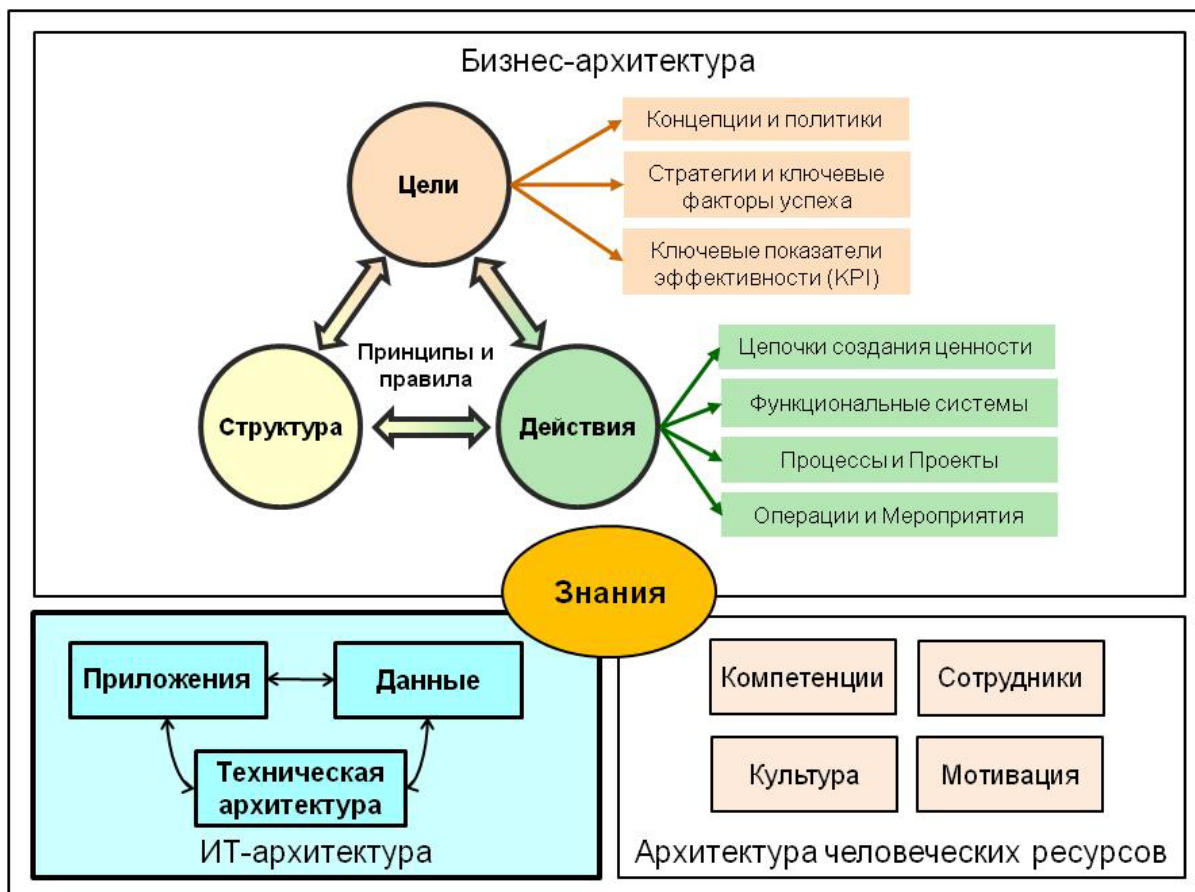 Бизнес-архитектура
Цели
Концепции и политики
Стратегии и ключевые
факторы успеха
Ключевые показатели
эффективности (KPI)
Принципы и
правила
Структура
Действия
Цепочки создания ценности
Функциональные системы
Процессы и Проекты
Операции и Мероприятия
Знания
Приложения
Данные
Техническая
архитектура
ИТ-архитектура
Компетенции
Сотрудники
Культура
Мотивация
Архитектура человеческих ресурсов